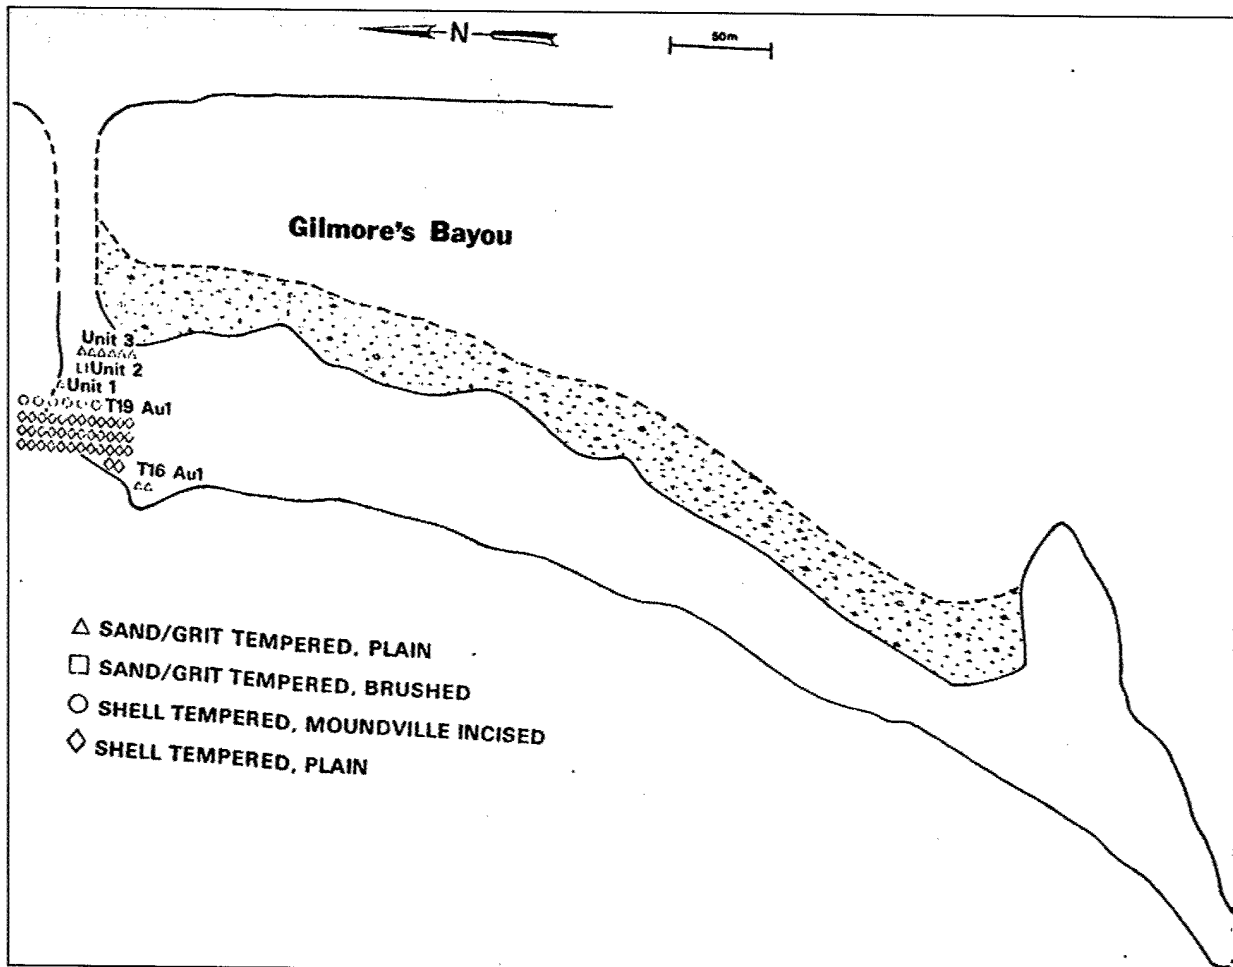 N
50m
Gilmore's Bayou
Unit 3
Unit 2
Unit 1
T19 Au1
T16 Au1
SAND/GRIT TEMPERED, PLAIN
SAND/GRIT TEMPERED, BRUSHED
SHELL TEMPERED, MOUNDVILLE INCISED
SHELL TEMPERED, PLAIN